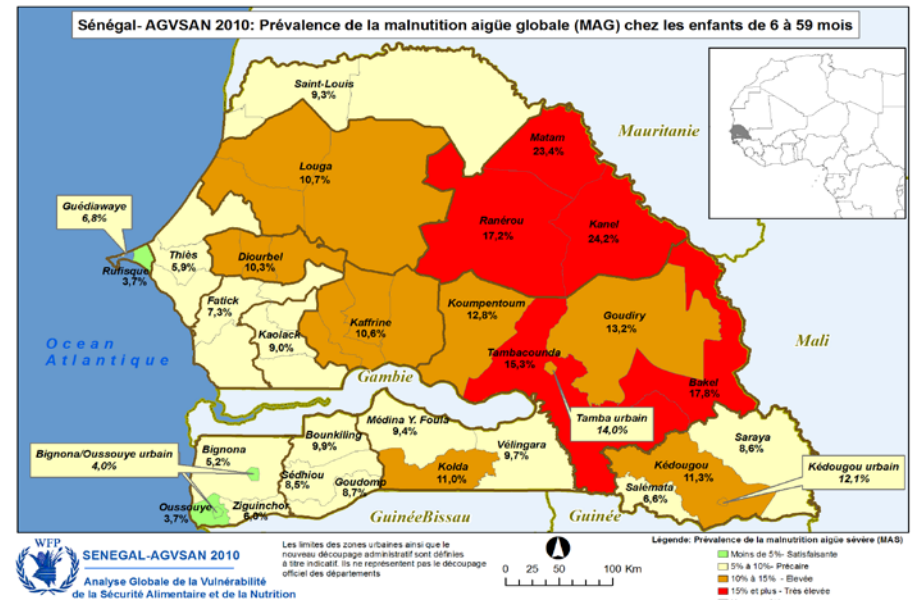 Sénégal- AGVSAN 2010: Prévalence de la malnutition aigüe globale (MAG) chez les enfants de 6 à 59 mois
Saint-Louis
9,3%
Mauritanie
Matam
23,4%
Louga
10,7%
Guédiawaye
6,8%
Ranérou
17,2%
Kanel
24,2%
Thiès
5,9%
Diourbel
10,3%
Rufisque
3,7%
Fatick
7,3%
Koumpentoum
12,8%
Goudiry
13,2%
Kaffrine
10,6%
Kaolack
9,0%
Ocean
Atlantique
Mali
Tambacounda
15,3%
Gambie
Bakel
17,8%
Tamba urbain
14,0%
Médina Y. Foula
9,4%
Bounkiling
9,9%
Vélingara
9,7%
Saraya
8,6%
Bignona
5,2%
Bignona/Oussouye urbain
4,0%
Kolda
11,0%
Kédougou
11,3%
Kédougou urbain
12,1%
Sédhiou
8,5%
Goudomp
8,7%
Salémata
6,6%
Oussouye
3,7%
Ziguinchor
GuinéeBissau
Guinée
WFP
SENEGAL-AGVSAN 2010
Analyse Globale de la Vulnérabilité
de la Sécurité Alimentaire et de la Nutrition
Les limites des zones urbaines ainsi que le
nouveau découpage administratif sont définies
à titre indicatif. Ils ne représentent pas le découpage
officiel des départements
0 25 50 100 Km
Légende: Prévalence de la malnutrition aigüe sévère (MAS)
Moins de 5%- Satisfaisante
5% à 10%- Précaire
10% à 15% - Elevée
15% et plus - Très élevée